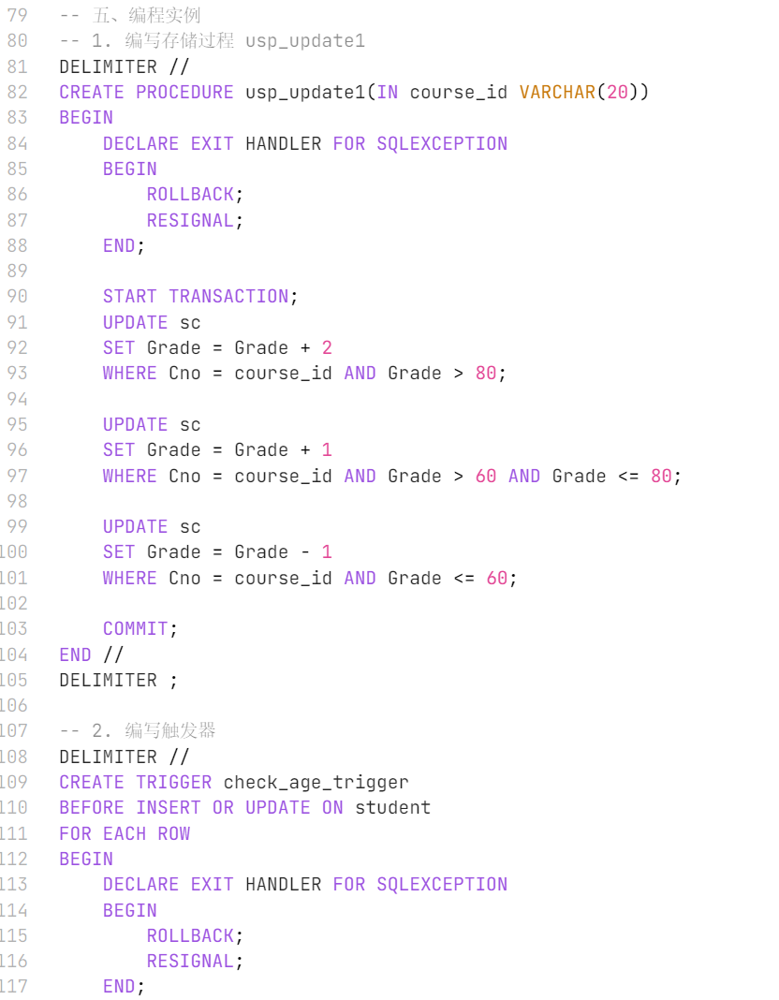 79 -- 五、编程实例
80 -- 1. 编写存储过程 usp_update1
81 DELIMITER //
82 CREATE PROCEDURE usp_update1(IN course_id VARCHAR(20))
83 BEGIN
84     DECLARE EXIT HANDLER FOR SQLEXCEPTION
85     BEGIN
86         ROLLBACK;
87         RESIGNAL;
88     END;
89
90     START TRANSACTION;
91     UPDATE sc
92     SET Grade = Grade + 2
93     WHERE Cno = course_id AND Grade > 80;
94
95     UPDATE sc
96     SET Grade = Grade + 1
97     WHERE Cno = course_id AND Grade > 60 AND Grade <= 80;
98
99     UPDATE sc
100     SET Grade = Grade - 1
101     WHERE Cno = course_id AND Grade <= 60;
102
103     COMMIT;
104 END //
105 DELIMITER ;
106
107 -- 2. 编写触发器
108 DELIMITER //
109 CREATE TRIGGER check_age_trigger
110 BEFORE INSERT OR UPDATE ON student
111 FOR EACH ROW
112 BEGIN
113     DECLARE EXIT HANDLER FOR SQLEXCEPTION
114     BEGIN
115         ROLLBACK;
116         RESIGNAL;
117     END;